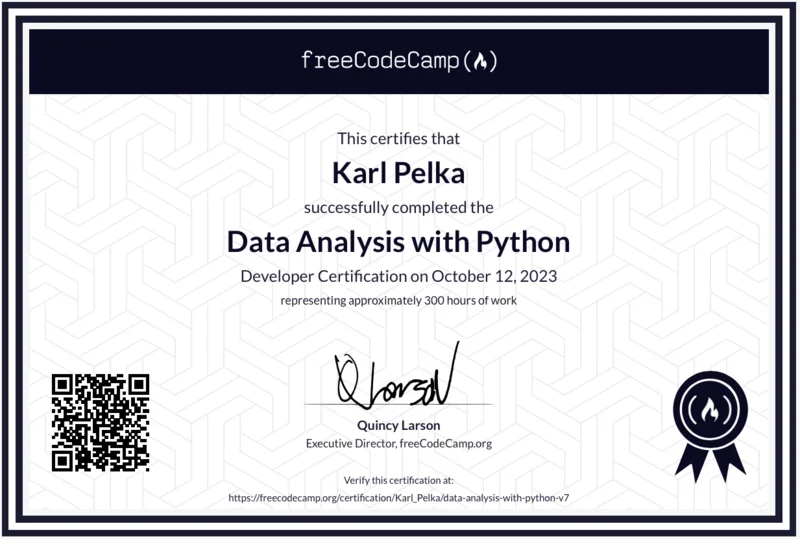 freeCodeCamp(🔥)
This certifies that
Karl Pelka
successfully completed the
Data Analysis with Python
Developer Certification on October 12, 2023
representing approximately 300 hours of work
Q Larson
Quincy Larson
Executive Director, freeCodeCamp.org
Verify this certification at:
https://freecodecamp.org/certification/Karl_Pelka/data-analysis-with-python-v7